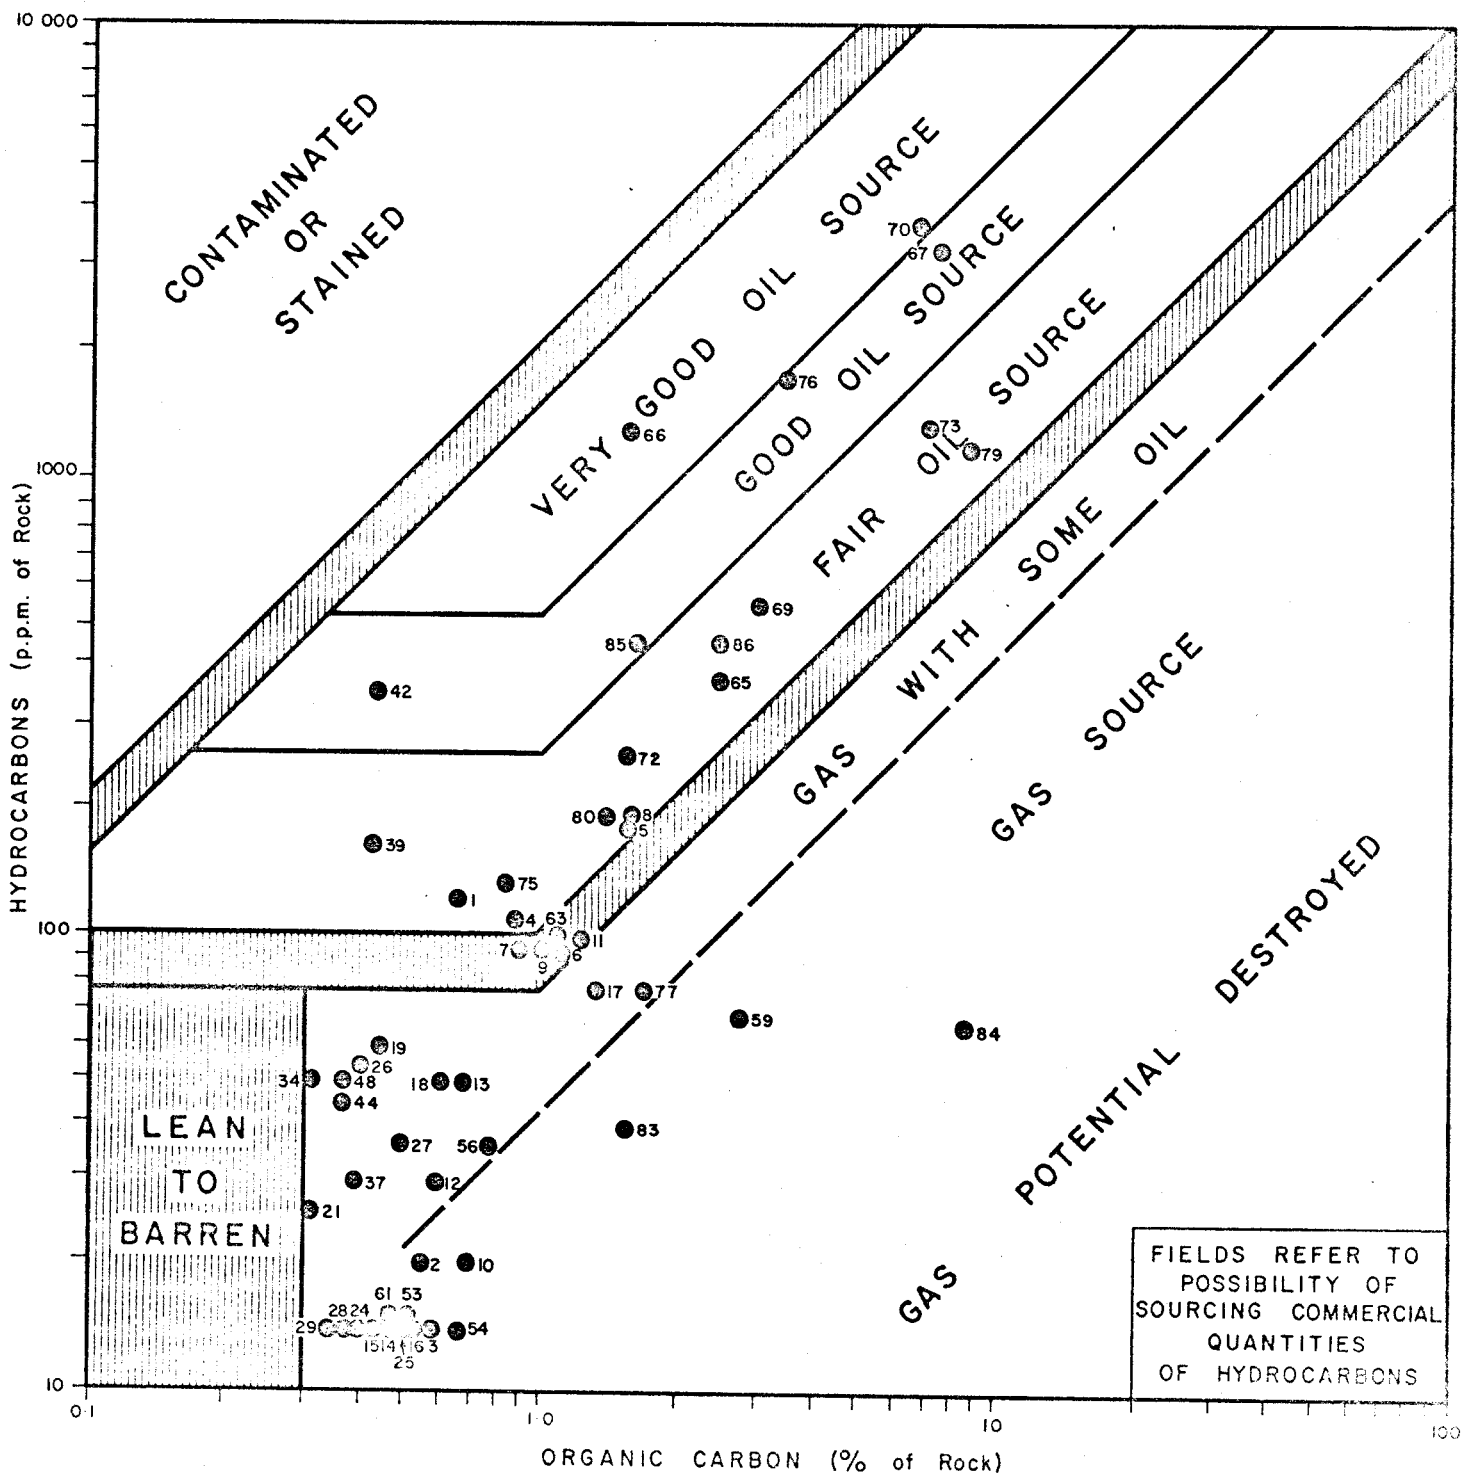 10 000
CONTAMINATED
OR
STAINED
VERY GOOD OIL SOURCE
GOOD OIL SOURCE
FAIR OIL SOURCE
GAS WITH SOME OIL
GAS SOURCE
GAS POTENTIAL DESTROYED
70
67
76
66
73
79
1000
69
85
86
65
42
72
80
8
5
39
75
1
4
63
100
7
9
6
11
17
77
59
84
19
26
34
48
18
13
44
27
56
83
37
12
21
2
10
61 53
28 24
29
54
15 14 16 3
25
LEAN
TO
BARREN
FIELDS REFER TO
POSSIBILITY OF
SOURCING COMMERCIAL
QUANTITIES
OF HYDROCARBONS
10
0·1
1·0
10
100
HYDROCARBONS (p.p.m. of Rock)
ORGANIC CARBON (% of Rock)